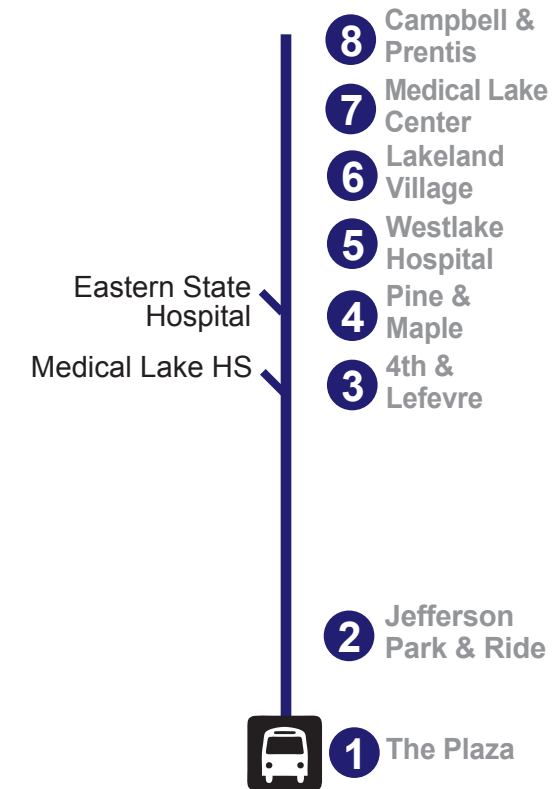 8 Campbell &
Prentis
7 Medical Lake
Center
6 Lakeland
Village
5 Westlake
Hospital
Eastern State
Hospital
4 Pine &
Maple
Medical Lake HS
3 4th &
Lefevre
2 Jefferson
Park & Ride
1 The Plaza